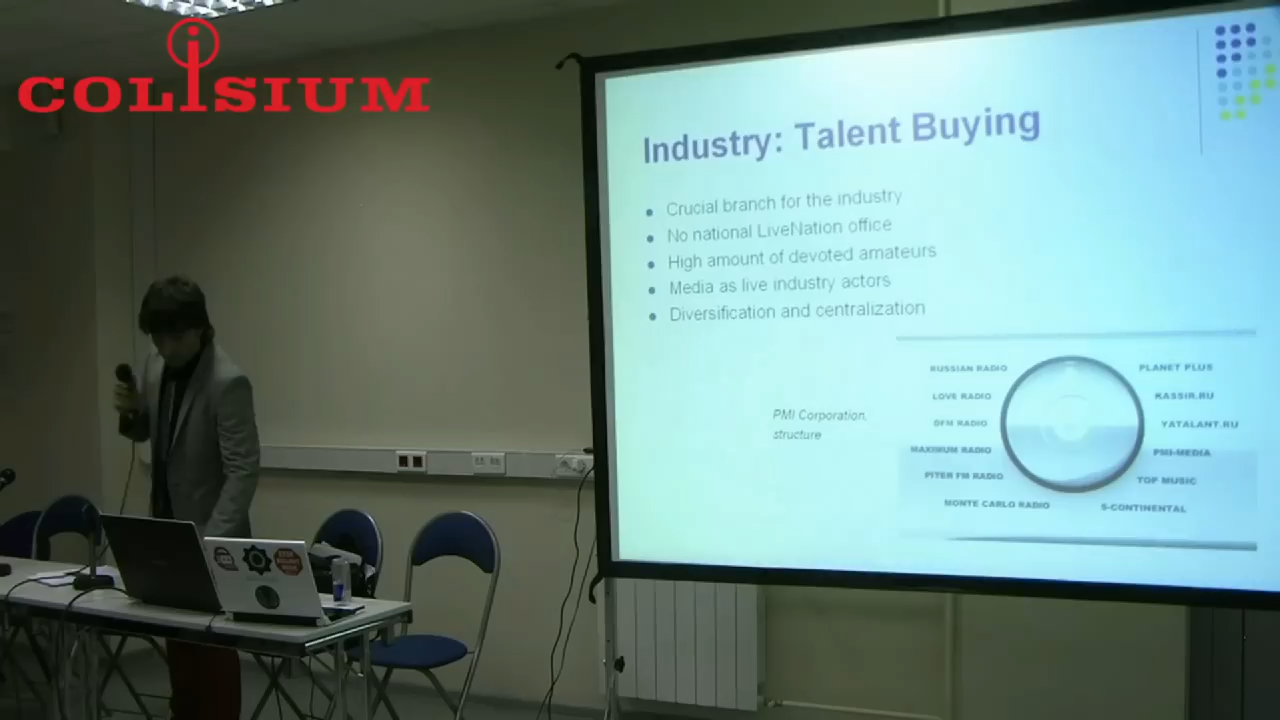 COLISIUM
Industry: Talent Buying
Crucial branch for the industry
No national LiveNation office
High amount of devoted amateurs
Media as live industry actors
Diversification and centralization
PMI Corporation,
structure
RUSSIAN RADIO
LOVE RADIO
DFM RADIO
MAXIMUM RADIO
PITER FM RADIO
MONTE CARLO RADIO
PLANET PLUS
KASSIR.RU
YATALANT.RU
PMI-MEDIA
TOP MUSIC
S-CONTINENTAL